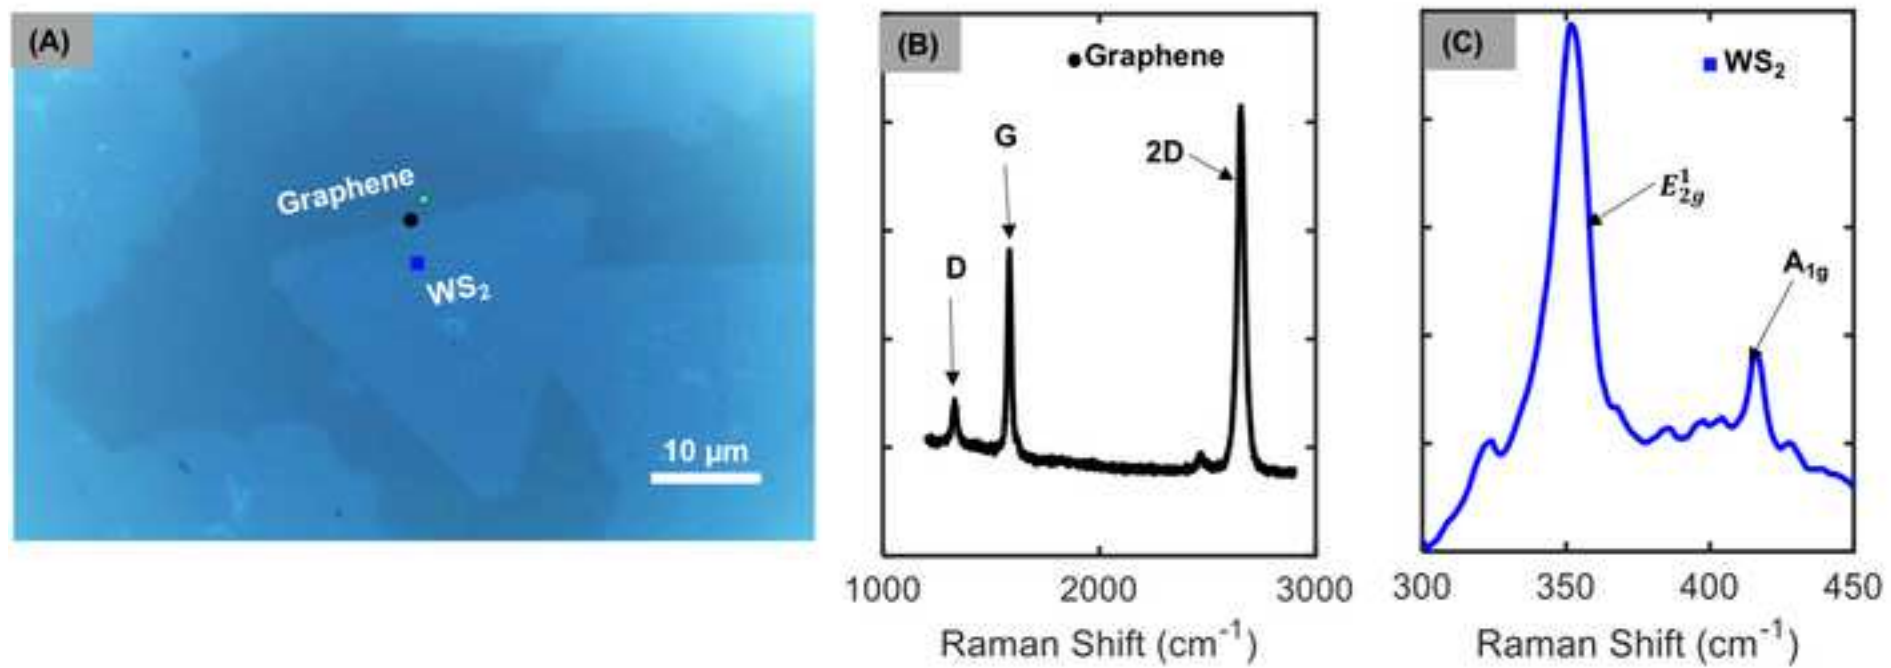 (A)
Graphene
WS₂
10 µm
(B)
● Graphene
D
G
2D
1000 2000 3000
Raman Shift (cm⁻¹)
(C)
■ WS₂
E¹₂g
A₁g
300 350 400 450
Raman Shift (cm⁻¹)